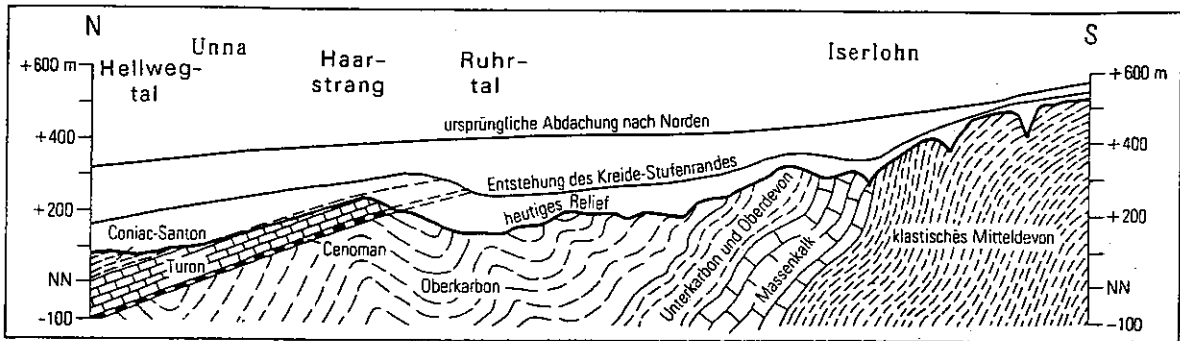 N
S
Unna
Iserlohn
Hellweg-
tal
Haar-
strang
Ruhr-
tal
+600 m
+400
+200
NN
-100
+600 m
+400
+200
NN
-100
ursprüngliche Abdachung nach Norden
Entstehung des Kreide-Stufenrandes
heutiges Relief
Coniac-Santon
Turon
Cenoman
Oberkarbon
Unterkarbon und Oberdevon
Massenkalk
klastisches Mitteldevon